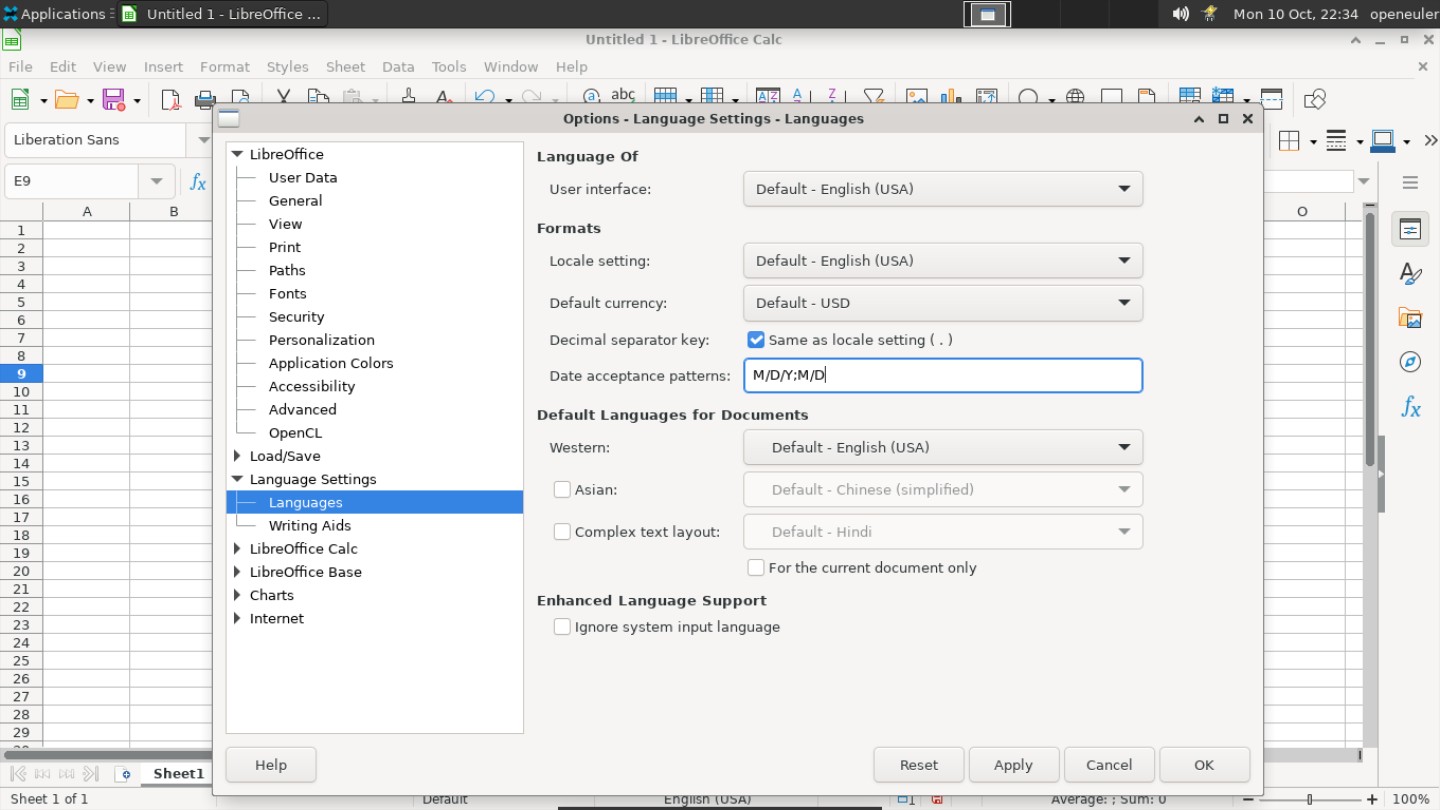 Applications
Untitled 1 - LibreOffice ...
Mon 10 Oct, 22:34
openeuler
Untitled 1 - LibreOffice Calc
File Edit View Insert Format Styles Sheet Data Tools Window Help
Liberation Sans
E9
A B O
1
2
3
4
5
6
7
8
9
10
11
12
13
14
15
16
17
18
19
20
21
22
23
24
25
26
27
28
29
Options - Language Settings - Languages
LibreOffice
User Data
General
View
Print
Paths
Fonts
Security
Personalization
Application Colors
Accessibility
Advanced
OpenCL
Load/Save
Language Settings
Languages
Writing Aids
LibreOffice Calc
LibreOffice Base
Charts
Internet
Language Of
User interface: Default - English (USA)
Formats
Locale setting: Default - English (USA)
Default currency: Default - USD
Decimal separator key: Same as locale setting ( . )
Date acceptance patterns: M/D/Y;M/D
Default Languages for Documents
Western: Default - English (USA)
Asian: Default - Chinese (simplified)
Complex text layout: Default - Hindi
For the current document only
Enhanced Language Support
Ignore system input language
Help Reset Apply Cancel OK
Sheet1
Sheet 1 of 1 Default English (USA) Average: ; Sum: 0 100%